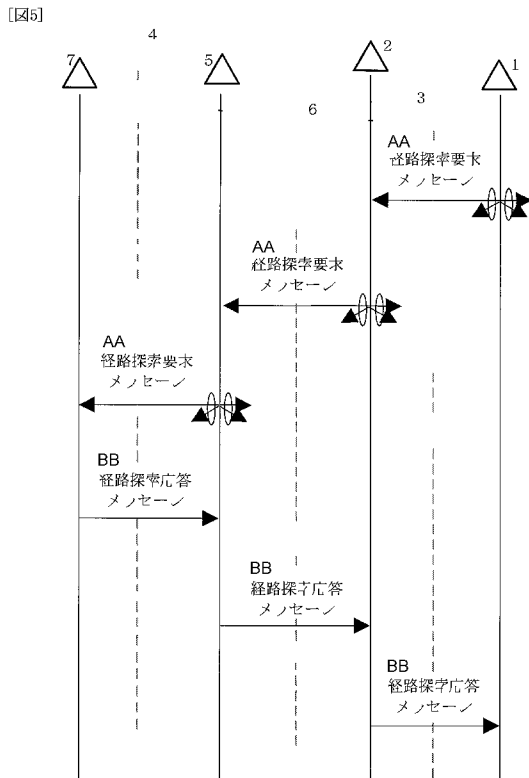 [図5]
4
7
5
2
1
6
3
AA
経路探索要求
メッセージ
AA
経路探索要求
メッセージ
AA
経路探索要求
メッセージ
BB
経路探索応答
メッセージ
BB
経路探索応答
メッセージ
BB
経路探索応答
メッセージ